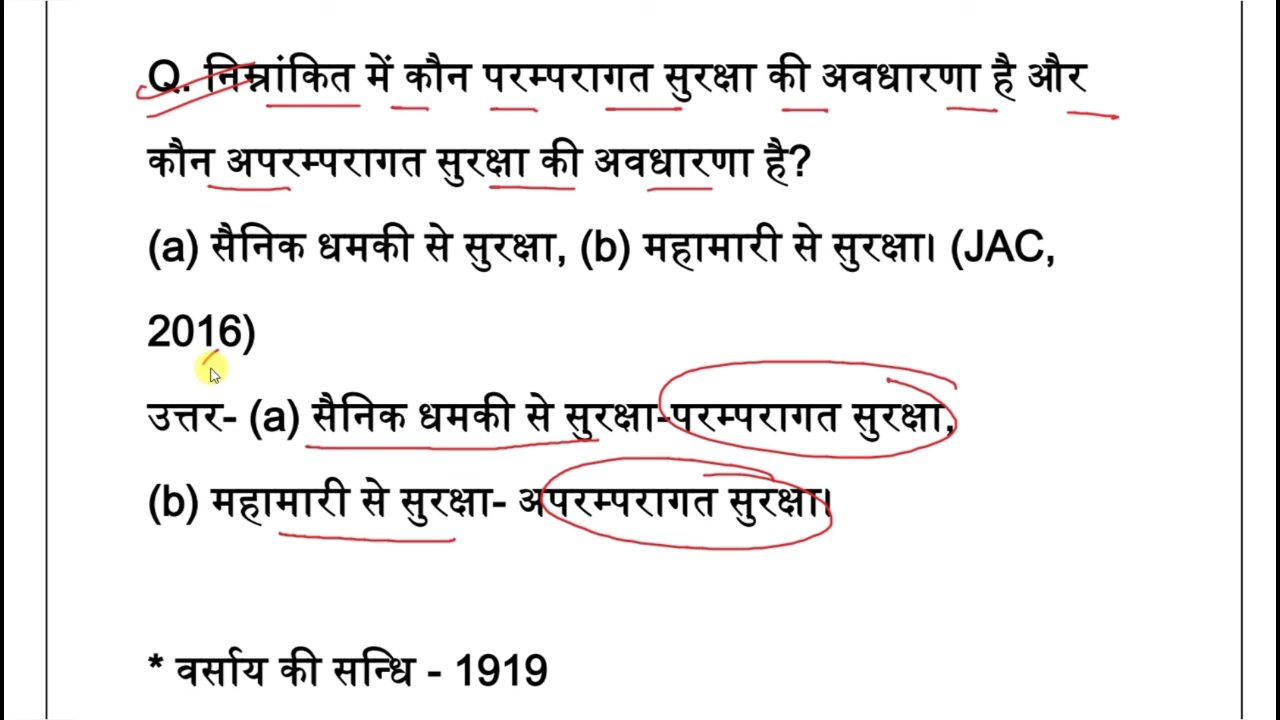 Q. निम्नांकित में कौन परम्परागत सुरक्षा की अवधारणा है और
कौन अपरम्परागत सुरक्षा की अवधारणा है?
(a) सैनिक धमकी से सुरक्षा, (b) महामारी से सुरक्षा। (JAC,
2016)
उत्तर- (a) सैनिक धमकी से सुरक्षा-परम्परागत सुरक्षा,
(b) महामारी से सुरक्षा- अपरम्परागत सुरक्षा।
* वर्साय की सन्धि - 1919